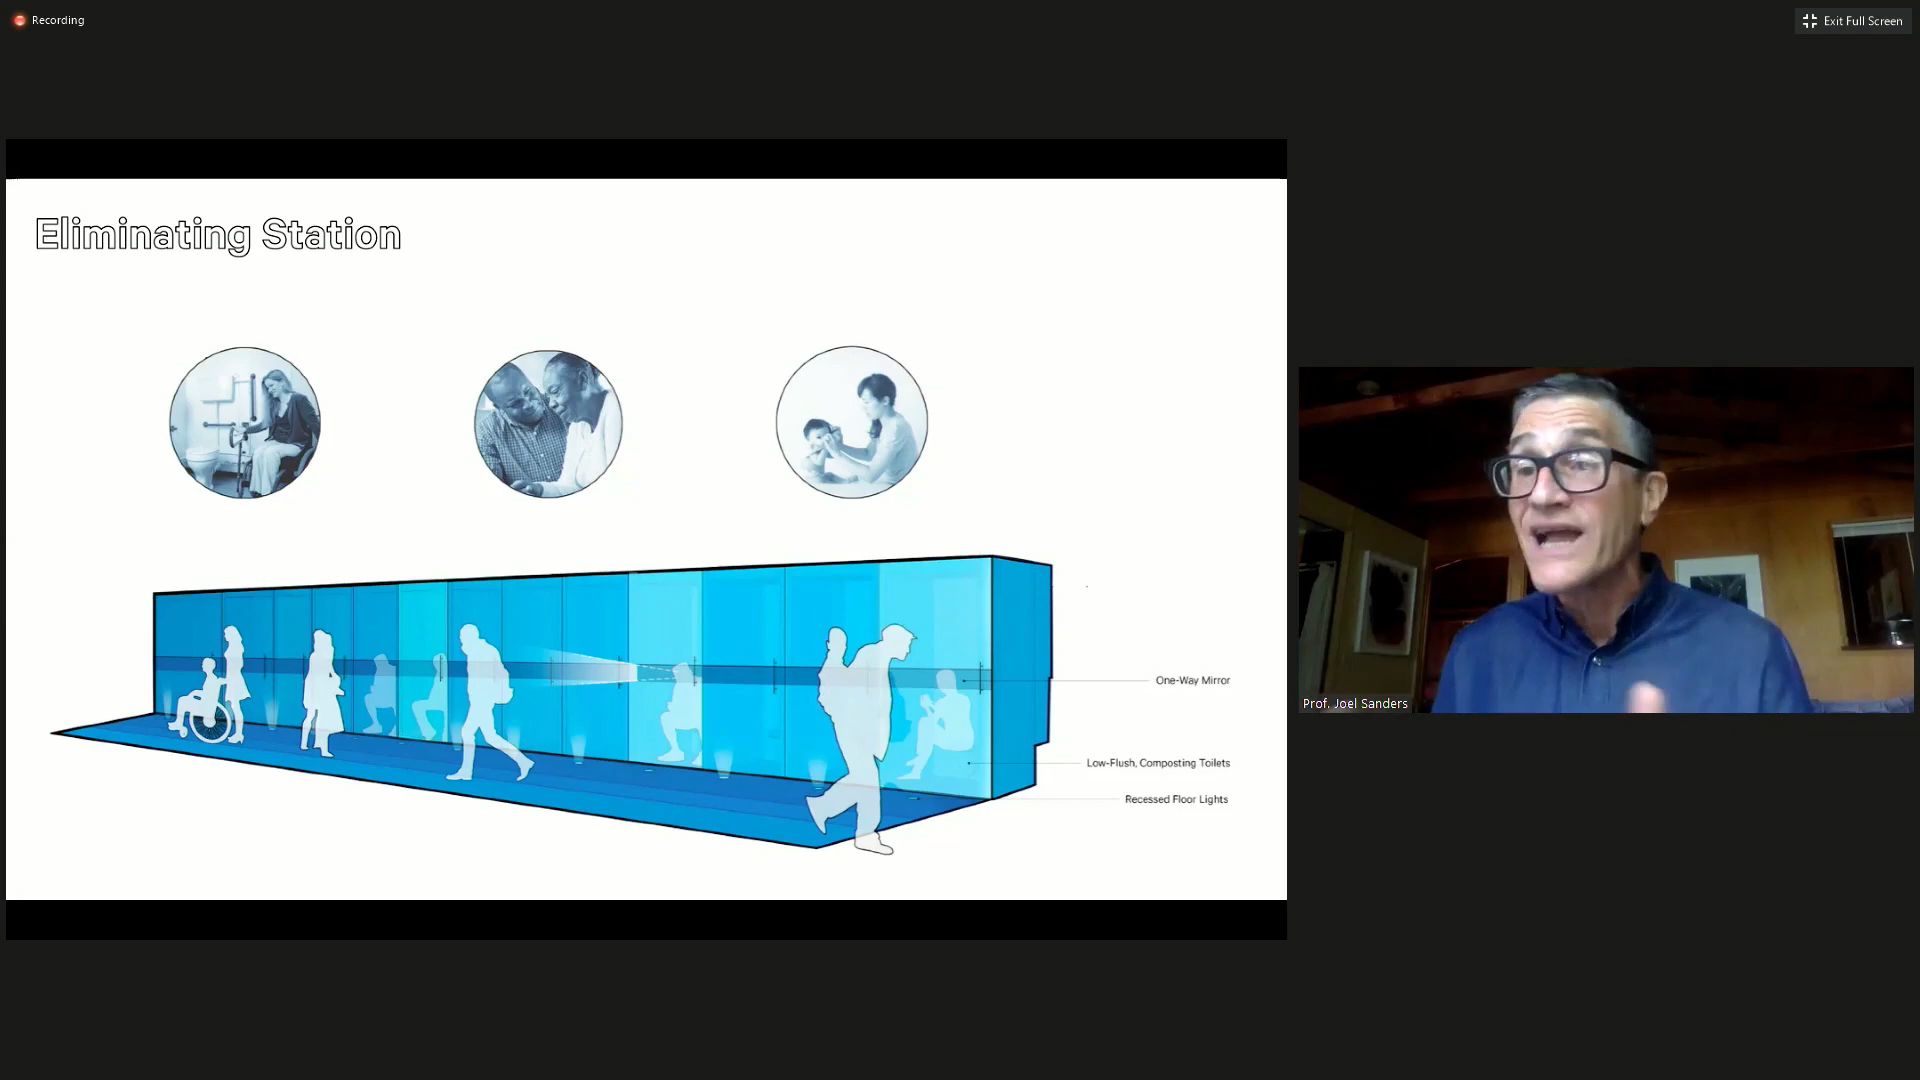 Recording
Exit Full Screen
Eliminating Station
One-Way Mirror
Low-Flush, Composting Toilets
Recessed Floor Lights
Prof. Joel Sanders